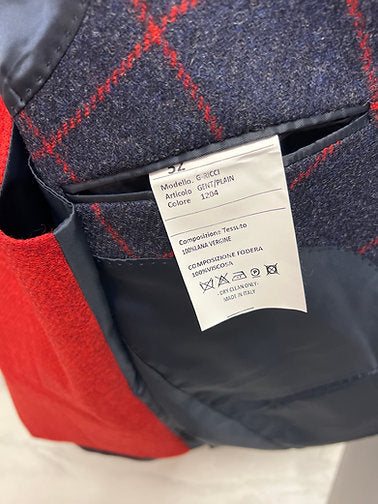 52
Modello. G-RICCI
Articolo GENT/PLAIN
Colore 1204
Composizione Tessuto
100%LANA VERGINE
COMPOSIZIONE FODERA
100%VISCOSA
- DRY CLEAN ONLY-
MADE IN ITALY